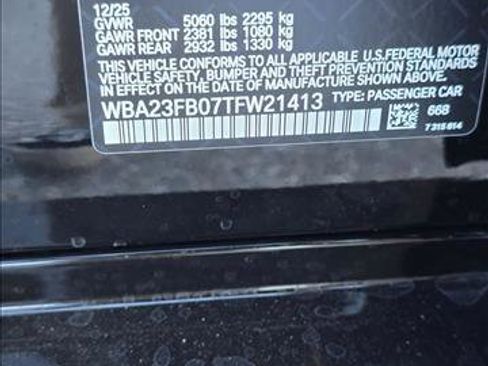 12/25
GVWR 5060 lbs 2295 kg
GAWR FRONT 2381 lbs 1080 kg
GAWR REAR 2932 lbs 1330 kg
THIS VEHICLE CONFORMS TO ALL APPLICABLE U.S.FEDERAL MOTOR
VEHICLE SAFETY, BUMPER AND THEFT PREVENTION STANDARDS
IN EFFECT ON THE DATE OF MANUFACTURE SHOWN ABOVE.
WBA23FB07TFW21413 TYPE: PASSENGER CAR
668
7 315 614